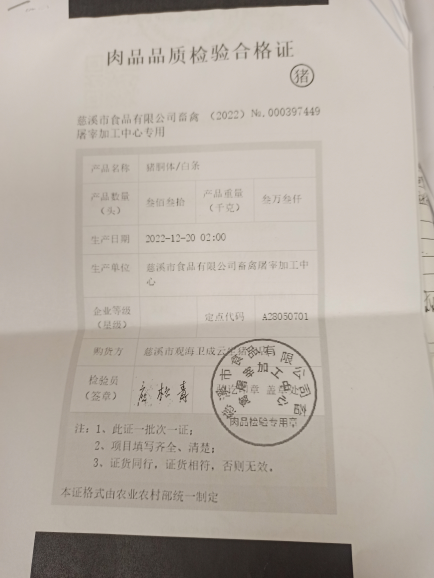 肉品品质检验合格证
猪
慈溪市食品有限公司畜禽 (2022) №.000397449
屠宰加工中心专用
产品名称 猪胴体/白条
产品数量 产品重量
(头) 叁佰叁拾 (千克) 叁万叁仟
生产日期 2022-12-20 02:00
生产单位 慈溪市食品有限公司畜禽屠宰加工中
心
企业等级 定点代码 A28050701
(星级)
购货方 慈溪市观海卫成云
检验员
(签章)
肉品检验专用章
注:1、此证一批次一证;
2、项目填写齐全、清楚;
3、证货同行,证货相符,否则无效。
本证格式由农业农村部统一制定